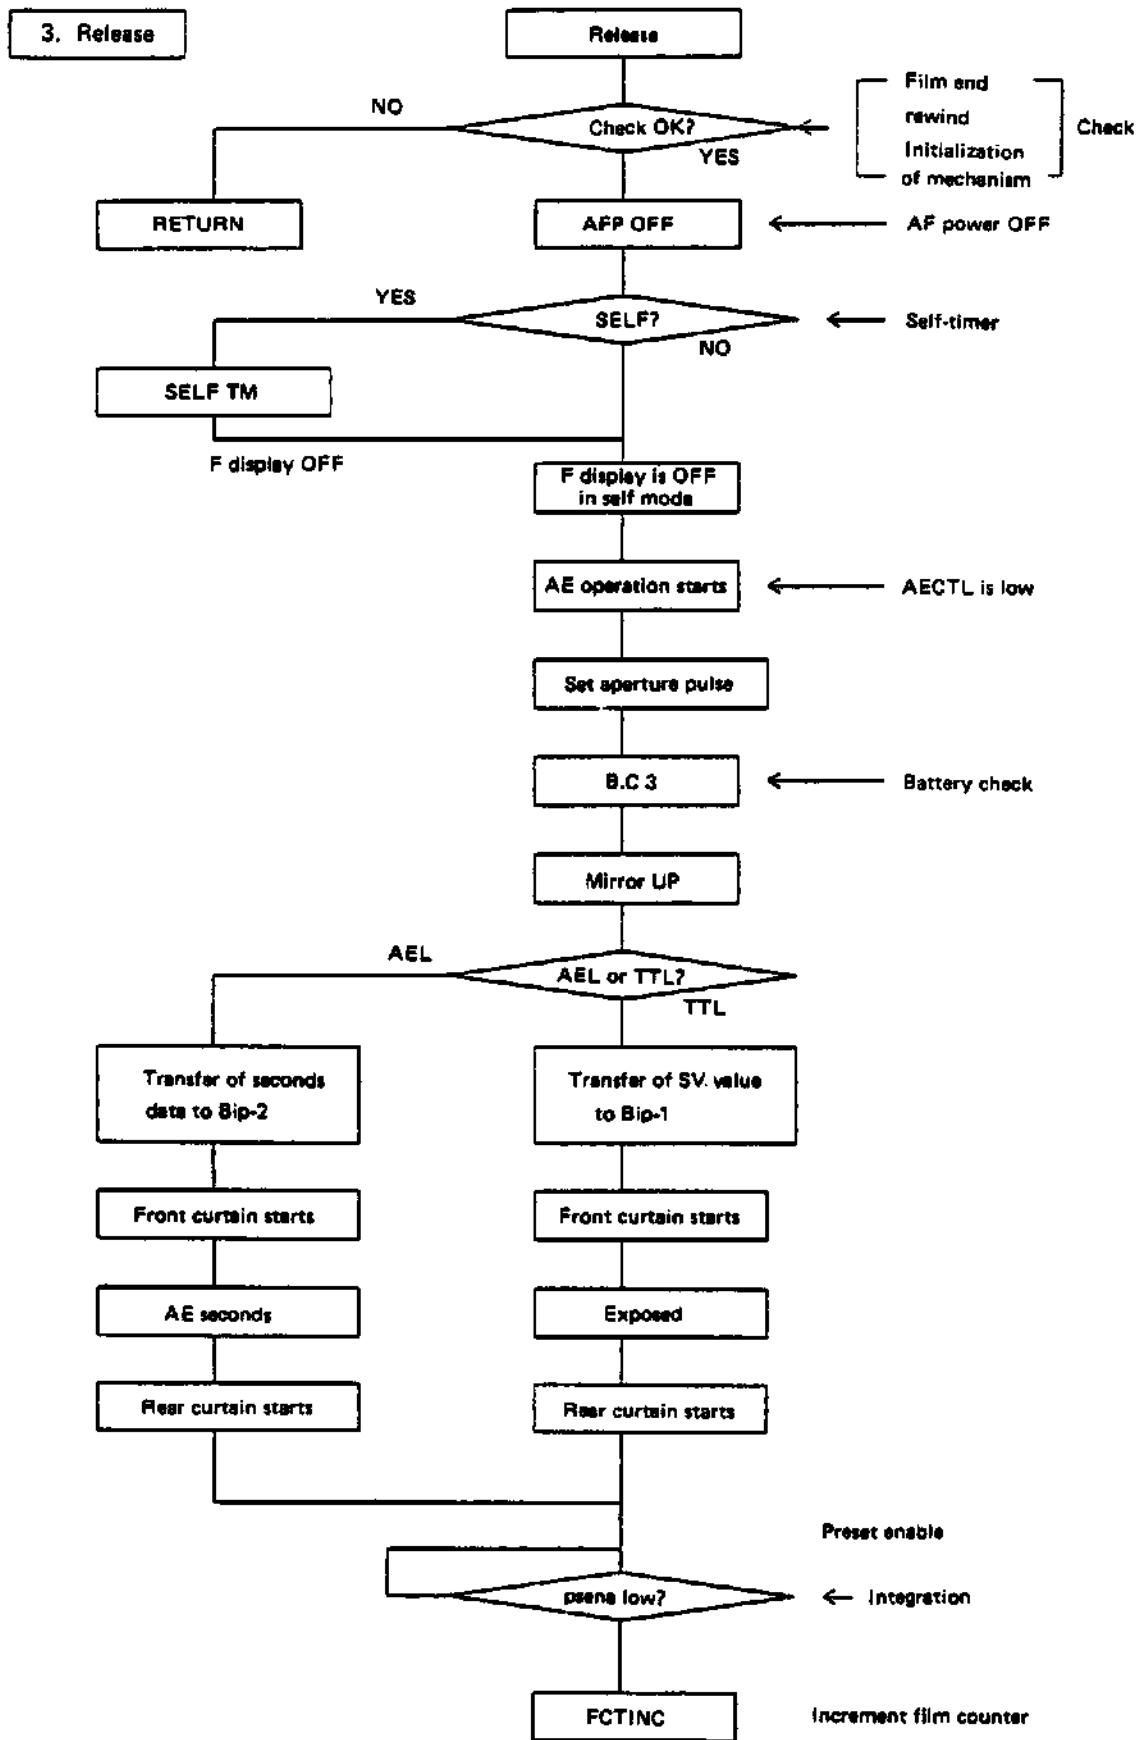 3. Release
Release
NO
Check OK?
YES
Film end
rewind
Initialization
of mechanism
Check
RETURN
AFP OFF
AF power OFF
YES
SELF?
NO
Self-timer
SELF TM
F display OFF
F display is OFF
in self mode
AE operation starts
AECTL is low
Set aperture pulse
B.C 3
Battery check
Mirror UP
AEL
AEL or TTL?
TTL
Transfer of seconds
data to Bip-2
Transfer of SV. value
to Bip-1
Front curtain starts
Front curtain starts
AE seconds
Exposed
Rear curtain starts
Rear curtain starts
Preset enable
psena low?
Integration
FCTINC
Increment film counter